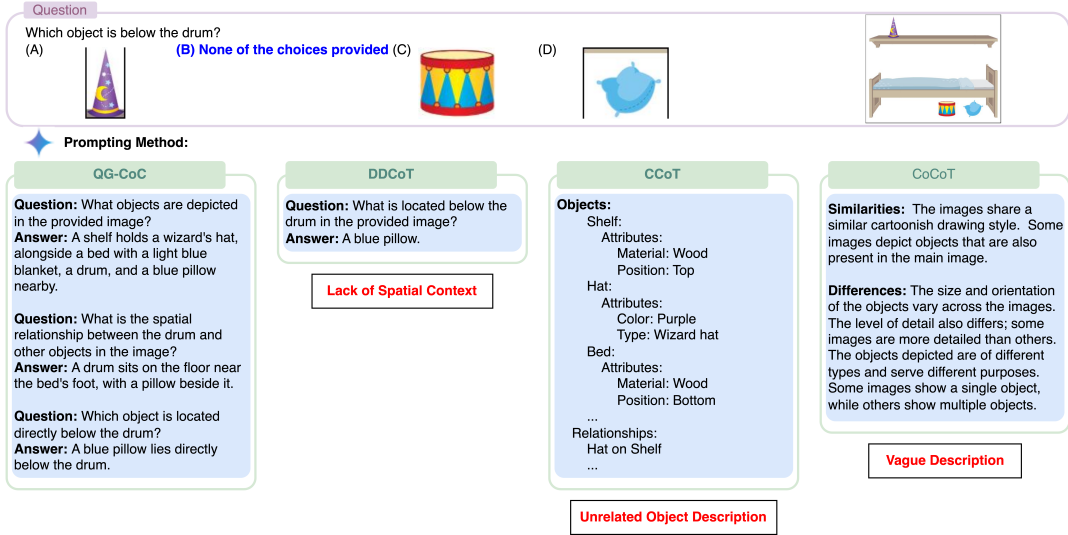 Question
Which object is below the drum?
(A)
(B) None of the choices provided
(C)
(D)
Prompting Method:
QG-CoC
Question: What objects are depicted
in the provided image?
Answer: A shelf holds a wizard's hat,
alongside a bed with a light blue
blanket, a drum, and a blue pillow
nearby.
Question: What is the spatial
relationship between the drum and
other objects in the image?
Answer: A drum sits on the floor near
the bed's foot, with a pillow beside it.
Question: Which object is located
directly below the drum?
Answer: A blue pillow lies directly
below the drum.
DDCoT
Question: What is located below the
drum in the provided image?
Answer: A blue pillow.
Lack of Spatial Context
CCoT
Objects:
Shelf:
Attributes:
Material: Wood
Position: Top
Hat:
Attributes:
Color: Purple
Type: Wizard hat
Bed:
Attributes:
Material: Wood
Position: Bottom
...
Relationships:
Hat on Shelf
...
Unrelated Object Description
CoCoT
Similarities: The images share a
similar cartoonish drawing style. Some
images depict objects that are also
present in the main image.
Differences: The size and orientation
of the objects vary across the images.
The level of detail also differs; some
images are more detailed than others.
The objects depicted are of different
types and serve different purposes.
Some images show a single object,
while others show multiple objects.
Vague Description